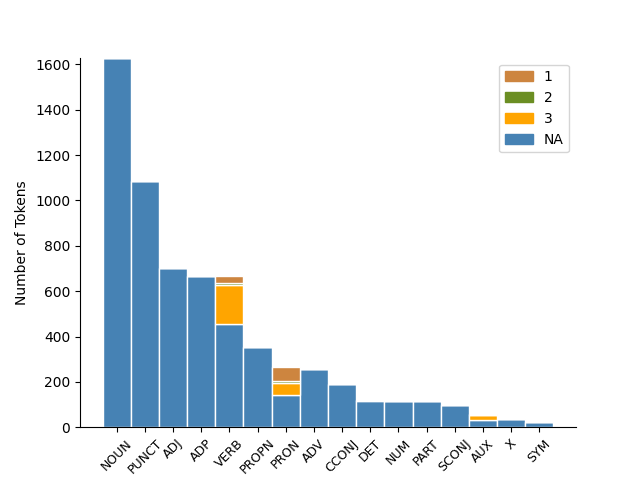 1600
1400
1200
1000
800
600
400
200
0
Number of Tokens
1
2
3
NA
NOUN
PUNCT
ADJ
ADP
VERB
PROPN
PRON
ADV
CCONJ
DET
NUM
PART
SCONJ
AUX
X
SYM